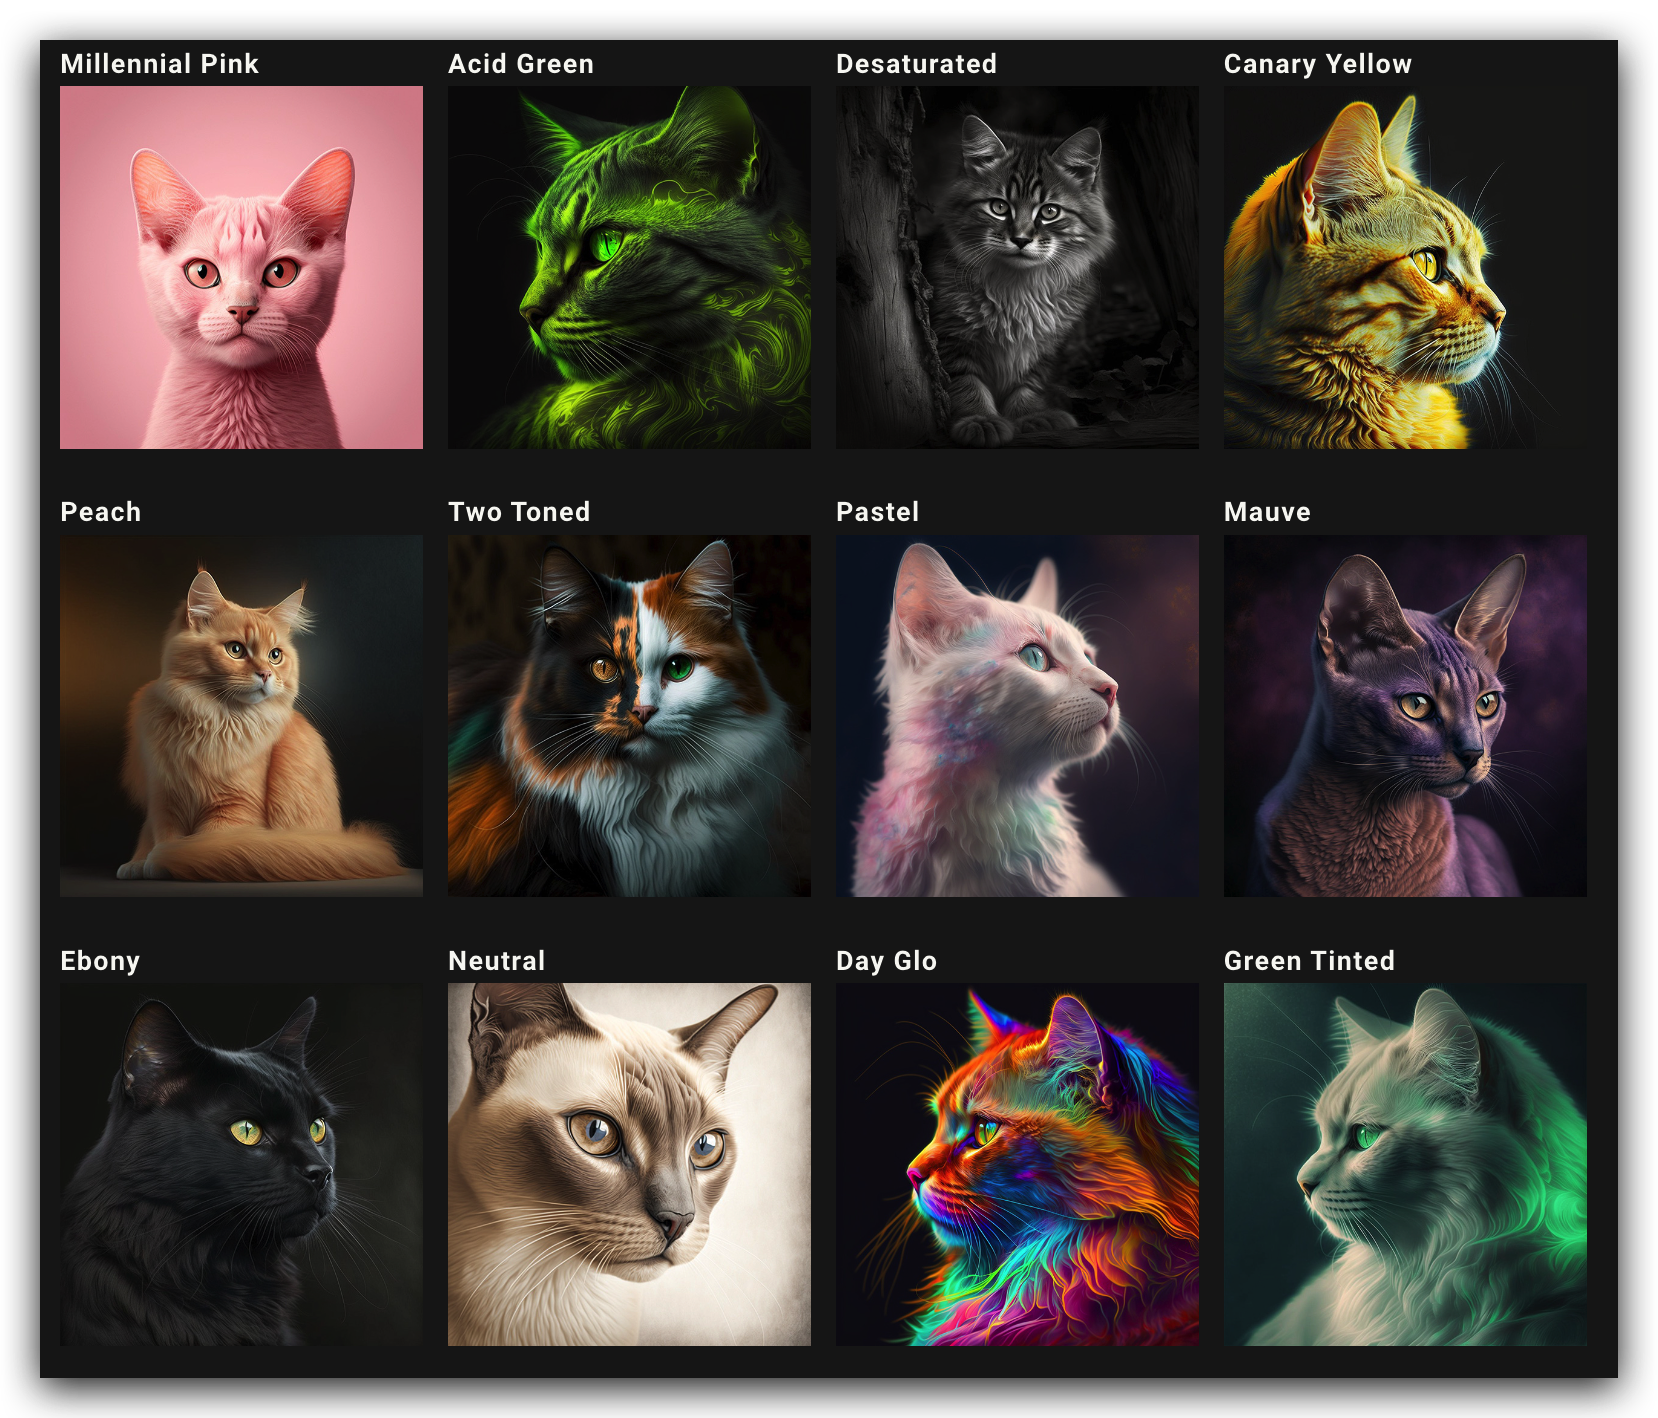 Millennial Pink
Acid Green
Desaturated
Canary Yellow
Peach
Two Toned
Pastel
Mauve
Ebony
Neutral
Day Glo
Green Tinted